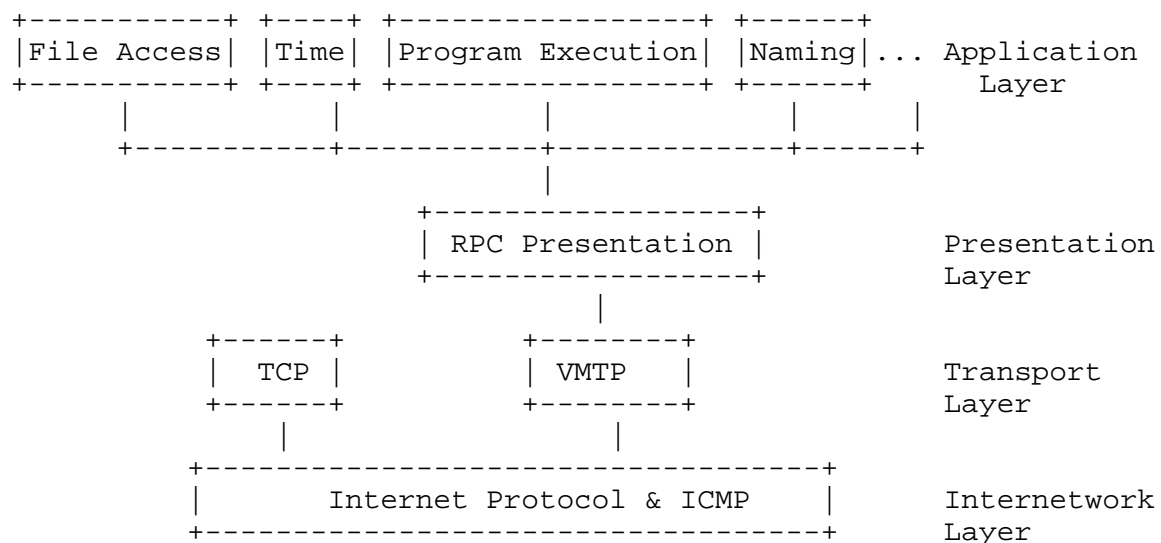 +-----------+ +----+ +-----------------+ +------+
|File Access| |Time| |Program Execution| |Naming|... Application
+-----------+ +----+ +-----------------+ +------+      Layer
      |           |           |             |      |
      +-----------+-----------+-------------+------+
                              |
                       +------------------+
                       | RPC Presentation |          Presentation
                       +------------------+          Layer
                                 |
           +------+          +--------+
           |  TCP |          | VMTP   |              Transport
           +------+          +--------+              Layer
               |                  |
          +-----------------------------------+
          |       Internet Protocol & ICMP    |      Internetwork
          +-----------------------------------+      Layer